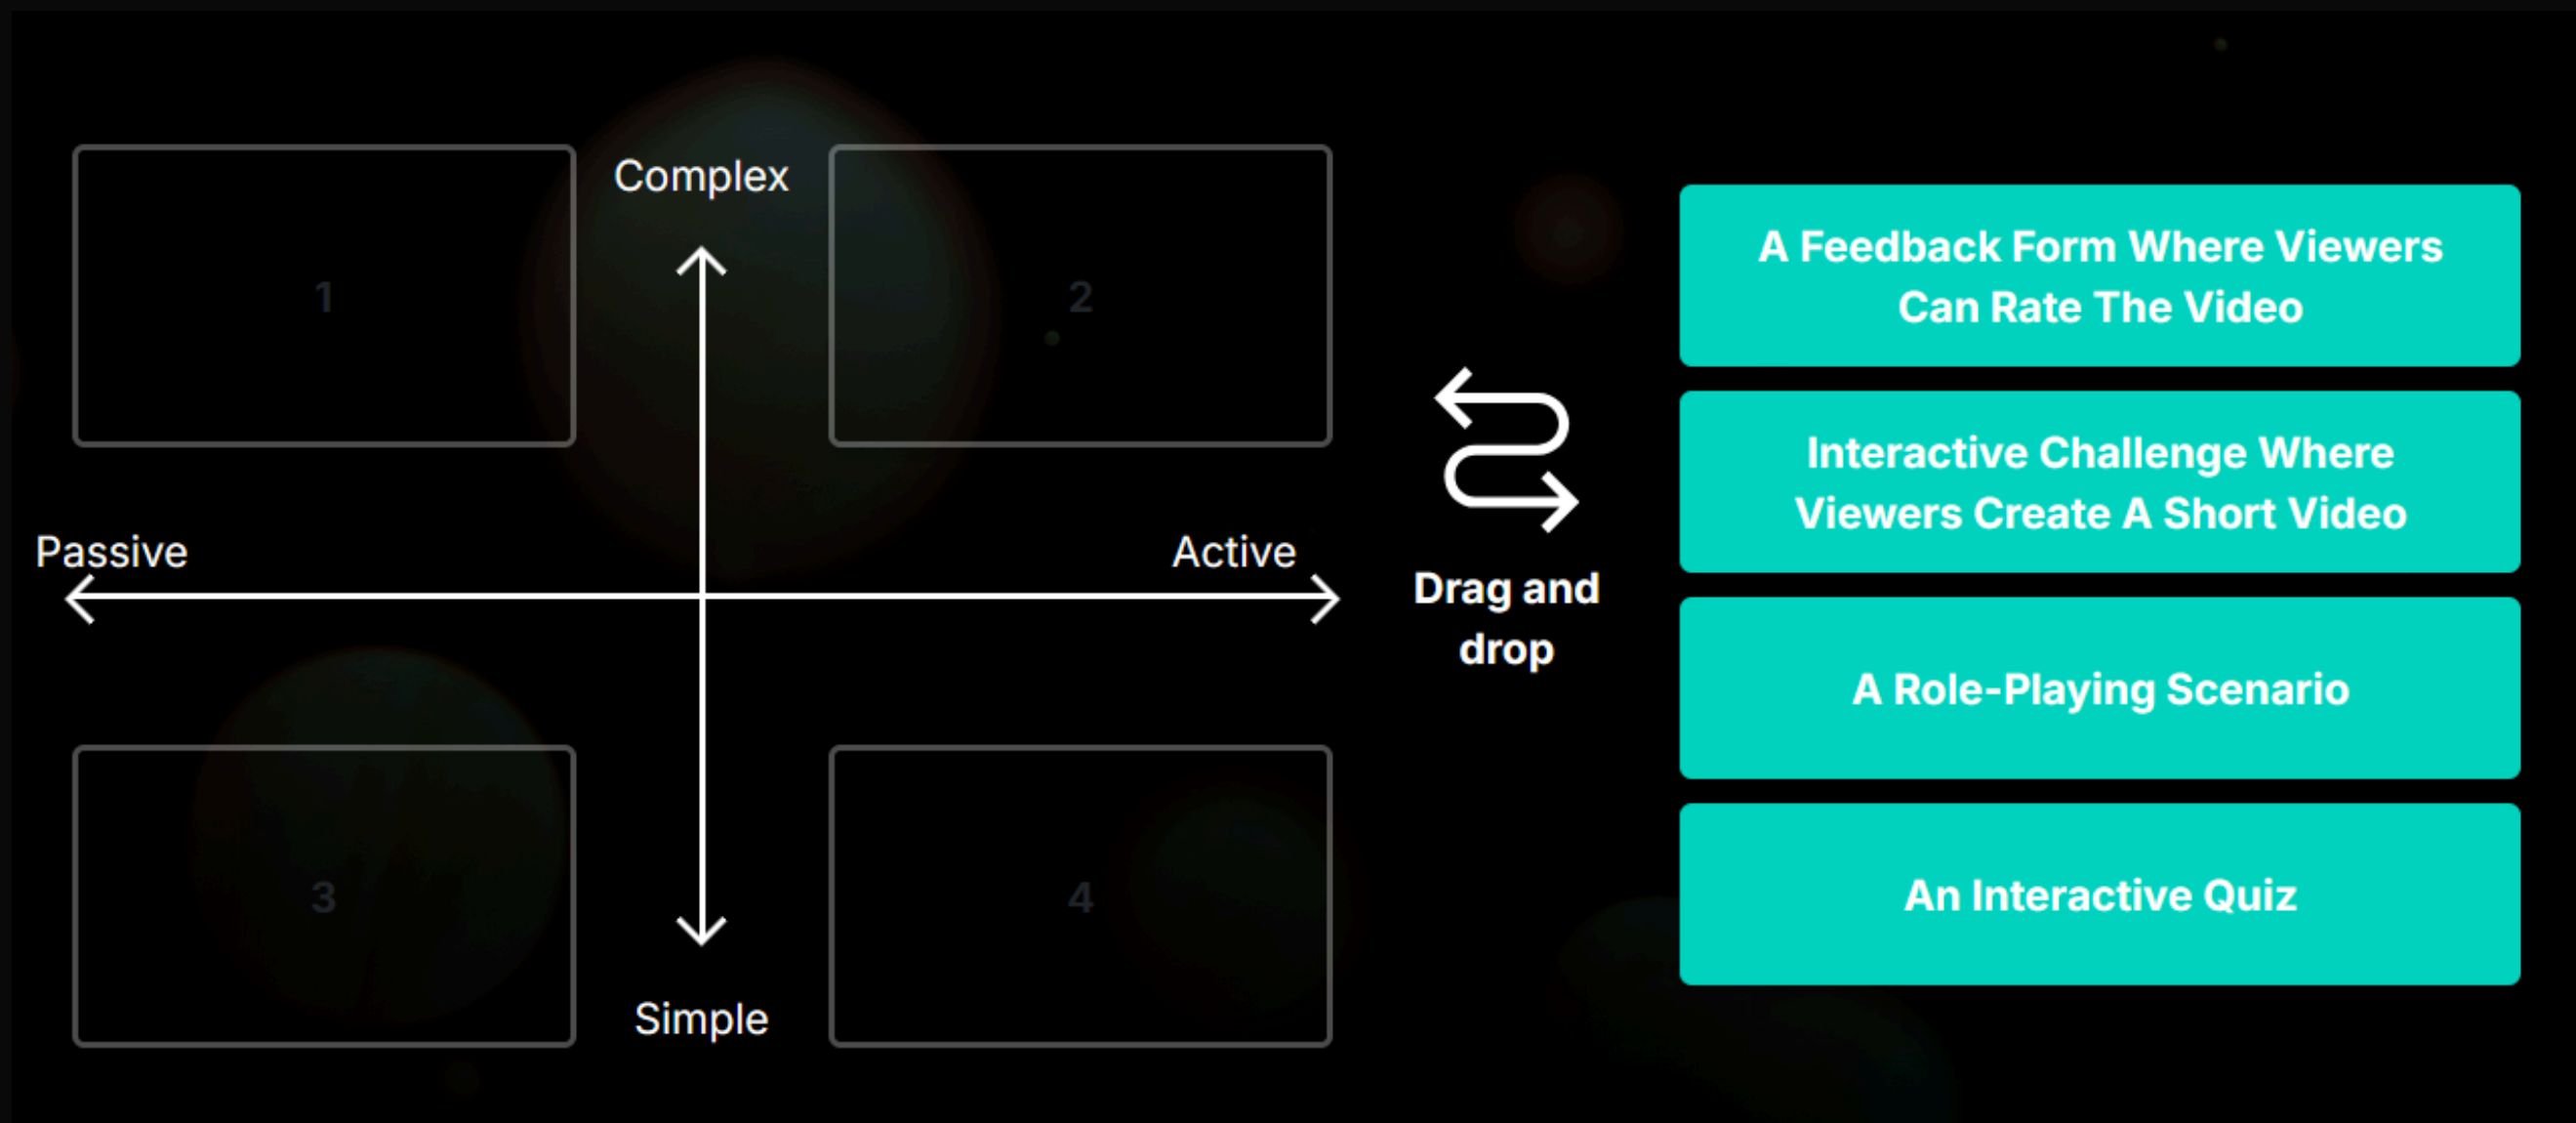 Complex
1
2
Passive
Active
3
4
Simple
Drag and
drop
A Feedback Form Where Viewers
Can Rate The Video
Interactive Challenge Where
Viewers Create A Short Video
A Role-Playing Scenario
An Interactive Quiz